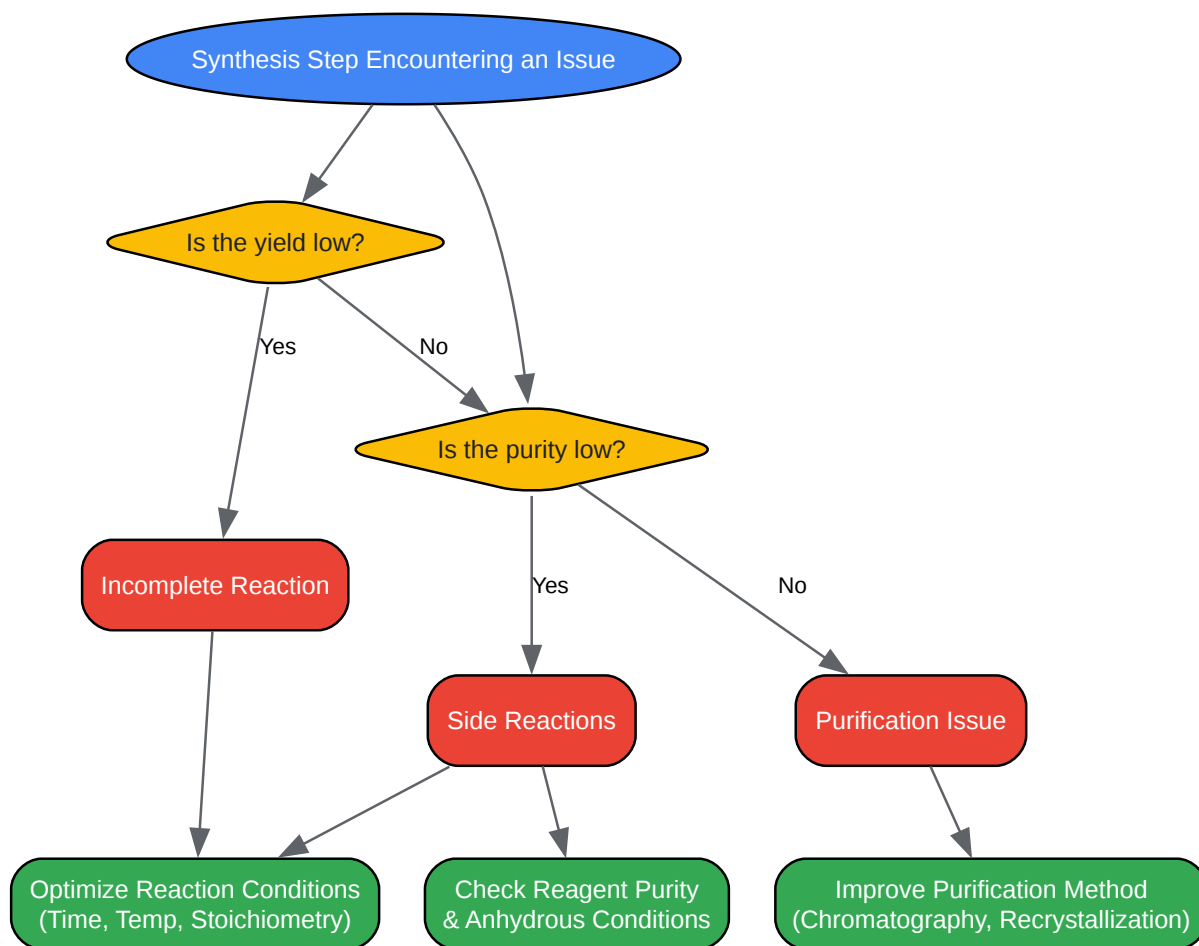 Synthesis Step Encountering an Issue
Is the yield low?
Yes
No
Is the purity low?
Incomplete Reaction
Yes
No
Side Reactions
Purification Issue
Optimize Reaction Conditions
(Time, Temp, Stoichiometry)
Check Reagent Purity
& Anhydrous Conditions
Improve Purification Method
(Chromatography, Recrystallization)